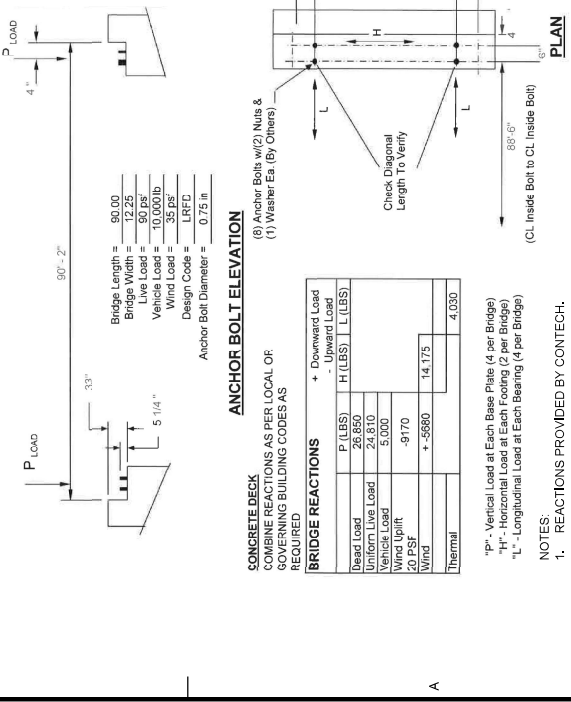 P LOAD
P LOAD
90' - 2"
33"
5 1/4 "
4 "
Bridge Length = 90.00
Bridge Width = 12.25
Live Load = 90 psf
Vehicle Load = 10,000 lb
Wind Load = 35 psf
Design Code = LRFD
Anchor Bolt Diameter = 0.75 in
ANCHOR BOLT ELEVATION
CONCRETE DECK
COMBINE REACTIONS AS PER LOCAL OR
GOVERNING BUILDING CODES AS
REQUIRED
BRIDGE REACTIONS + Downward Load
- Upward Load
P (LBS) H (LBS) L (LBS)
Dead Load 26,850
Uniform Live Load 24,810
Vehicle Load 5,000
Wind Uplift -9170
20 PSF
Wind + -5680 14,175
Thermal 4,030
"P" - Vertical Load at Each Base Plate (4 per Bridge)
"H" - Horizontal Load at Each Footing (2 per Bridge)
"L" - Longitudinal Load at Each Bearing (4 per Bridge)
NOTES:
1. REACTIONS PROVIDED BY CONTECH.
(8) Anchor Bolts w/(2) Nuts &
(1) Washer Ea. (By Others)
H
L
L
Check Diagonal
Length To Verify
4
6"
88'-6"
(CL Inside Bolt to CL Inside Bolt)
PLAN
A